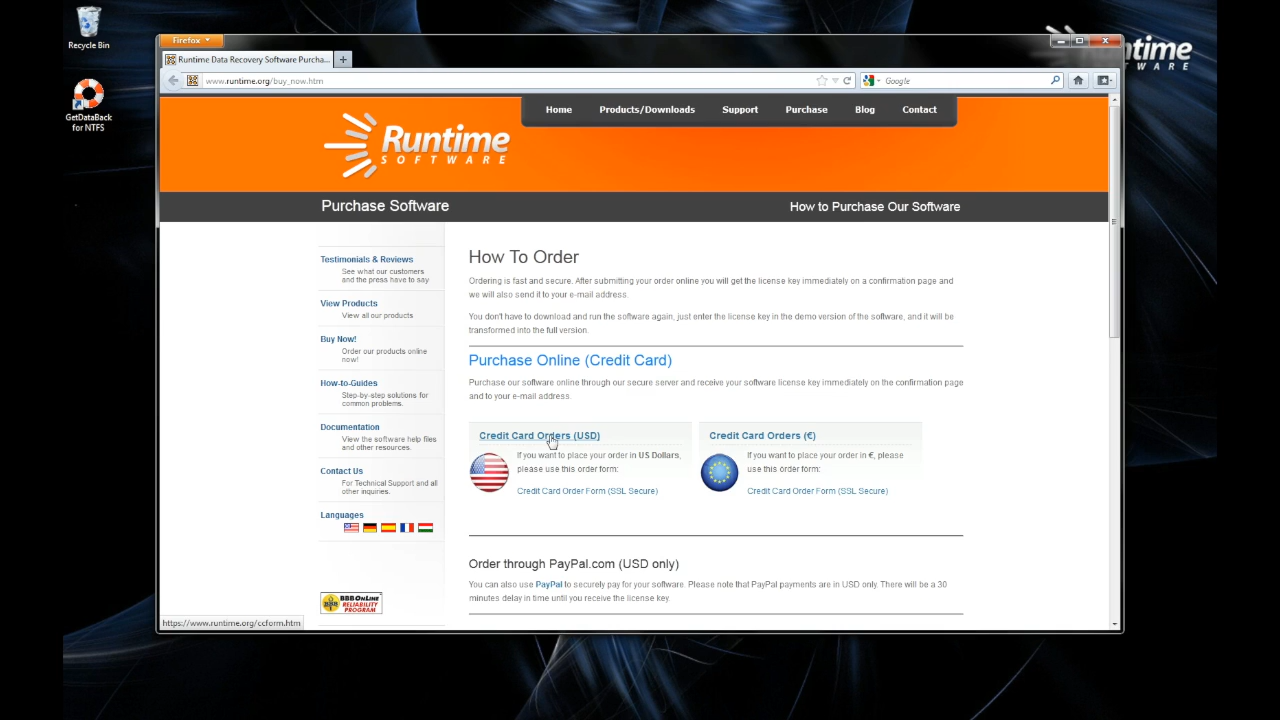 Recycle Bin
GetDataBack
for NTFS
Firefox
Runtime Data Recovery Software Purcha...
www.runtime.org/buy_now.htm
Google
ntime
WARE
Home
Products/Downloads
Support
Purchase
Blog
Contact
Runtime
SOFTWARE
Purchase Software
How to Purchase Our Software
Testimonials & Reviews
See what our customers
and the press have to say
View Products
View all our products
Buy Now!
Order our products online
now!
How-to-Guides
Step-by-step solutions for
common problems.
Documentation
View the software help files
and other resources.
Contact Us
For Technical Support and all
other inquiries.
Languages
BBB ONLINE
RELIABILITY
PROGRAM
How To Order
Ordering is fast and secure. After submitting your order online you will get the license key immediately on a confirmation page and
we will also send it to your e-mail address.
You don't have to download and run the software again, just enter the license key in the demo version of the software, and it will be
transformed into the full version.
Purchase Online (Credit Card)
Purchase our software online through our secure server and receive your software license key immediately on the confirmation page
and to your e-mail address.
Credit Card Orders (USD)
If you want to place your order in US Dollars,
please use this order form:
Credit Card Order Form (SSL Secure)
Credit Card Orders (€)
If you want to place your order in €, please
use this order form:
Credit Card Order Form (SSL Secure)
Order through PayPal.com (USD only)
You can also use PayPal to securely pay for your software. Please note that PayPal payments are in USD only. There will be a 30
minutes delay in time until you receive the license key.
https://www.runtime.org/ccform.htm